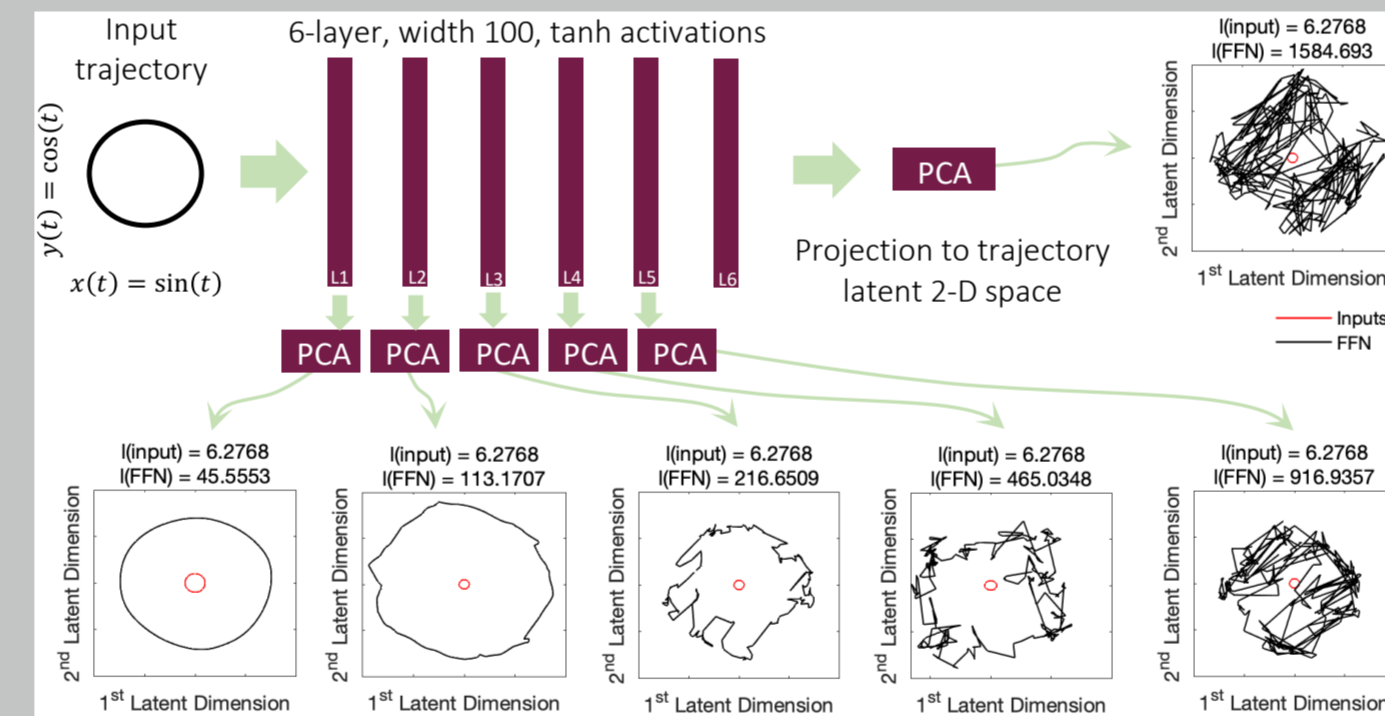 Input
trajectory
6-layer, width 100, tanh activations
y(t) = cos(t)
x(t) = sin(t)
L1
L2
L3
L4
L5
L6
PCA
Projection to trajectory
latent 2-D space
l(input) = 6.2768
l(FFN) = 1584.693
2nd Latent Dimension
1st Latent Dimension
Inputs
FFN
PCA
PCA
PCA
PCA
PCA
l(input) = 6.2768
l(FFN) = 45.5553
2nd Latent Dimension
1st Latent Dimension
l(input) = 6.2768
l(FFN) = 113.1707
2nd Latent Dimension
1st Latent Dimension
l(input) = 6.2768
l(FFN) = 216.6509
2nd Latent Dimension
1st Latent Dimension
l(input) = 6.2768
l(FFN) = 465.0348
2nd Latent Dimension
1st Latent Dimension
l(input) = 6.2768
l(FFN) = 916.9357
2nd Latent Dimension
1st Latent Dimension